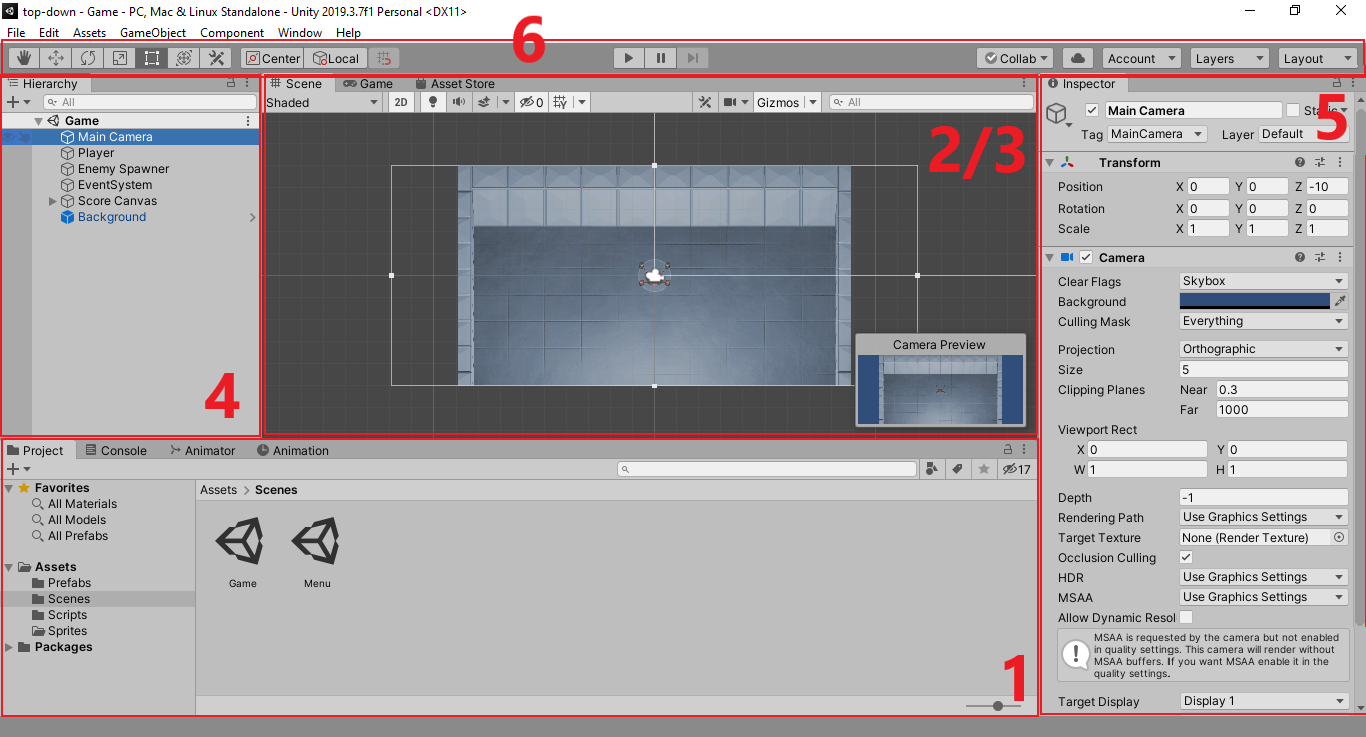 top-down - Game - PC, Mac & Linux Standalone - Unity 2019.3.7f1 Personal <DX11>
File Edit Assets GameObject Component Window Help
6
Center Local Collab Account Layers Layout
Hierarchy
All
Game
Main Camera
Player
Enemy Spawner
EventSystem
Score Canvas
Background
4
Scene Game Asset Store
Shaded 2D 0 Gizmos All
2/3
Camera Preview
Inspector
5
Main Camera
Tag MainCamera Layer Default
Transform
Position X 0 Y 0 Z -10
Rotation X 0 Y 0 Z 0
Scale X 1 Y 1 Z 1
Camera
Clear Flags Skybox
Background
Culling Mask Everything
Projection Orthographic
Size 5
Clipping Planes Near 0.3
Far 1000
Viewport Rect
X 0 Y 0
W 1 H 1
Depth -1
Rendering Path Use Graphics Settings
Target Texture None (Render Texture)
Occlusion Culling
HDR Use Graphics Settings
MSAA Use Graphics Settings
Allow Dynamic Resol
MSAA is requested by the camera but not enabled
in quality settings. This camera will render without
MSAA buffers. If you want MSAA enable it in the
quality settings.
Target Display Display 1
Project Console Animator Animation
17
Favorites
All Materials
All Models
All Prefabs
Assets
Prefabs
Scenes
Scripts
Sprites
Packages
Assets > Scenes
Game Menu
1